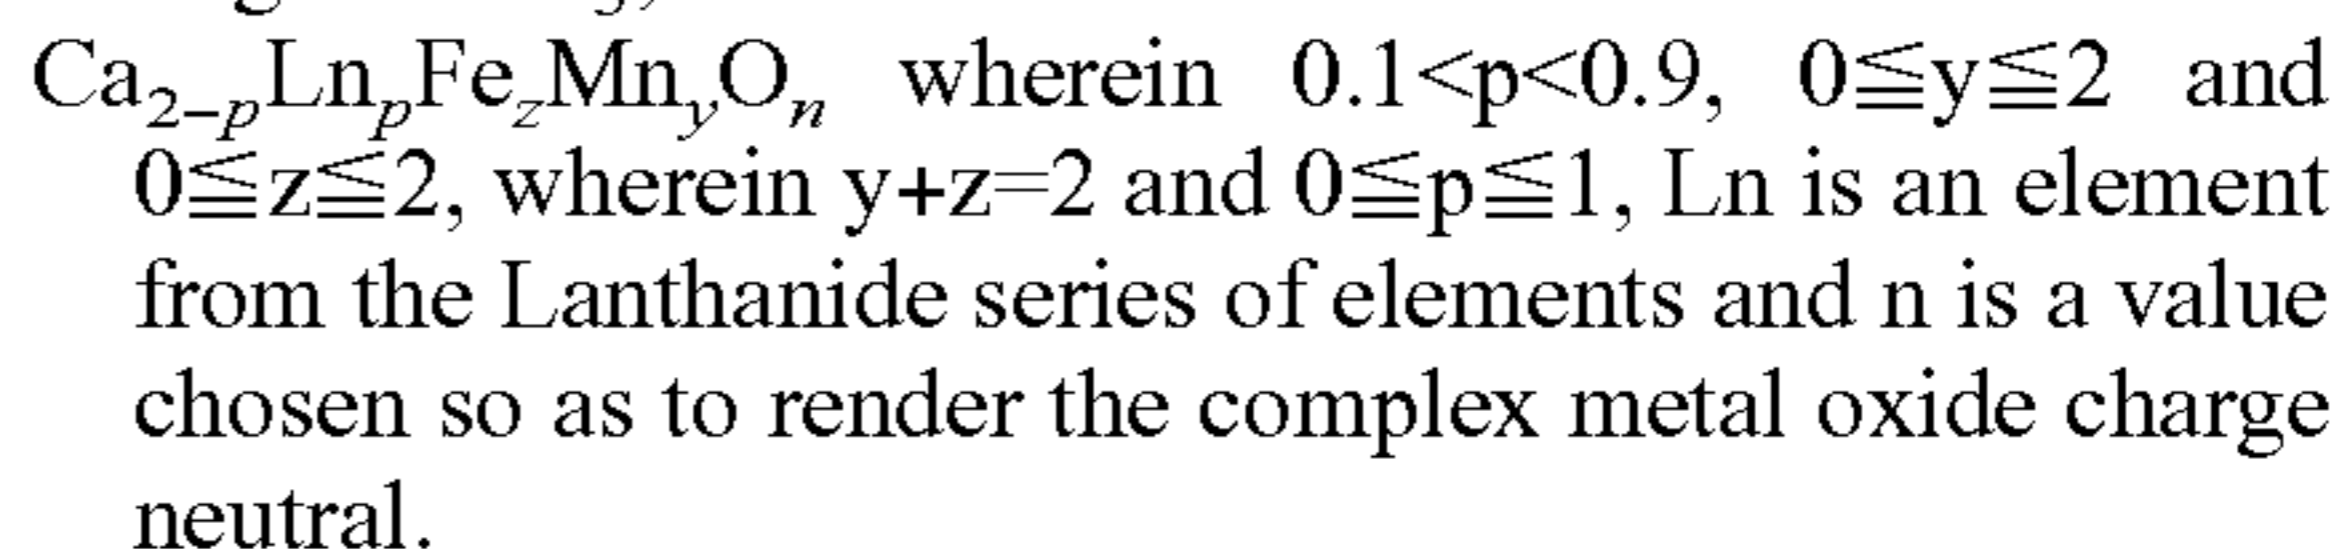 Ca₂₋ₚLnₚFe_zMn_yOₙ wherein 0.1<p<0.9, 0≦y≦2 and
0≦z≦2, wherein y+z=2 and 0≦p≦1, Ln is an element
from the Lanthanide series of elements and n is a value
chosen so as to render the complex metal oxide charge
neutral.